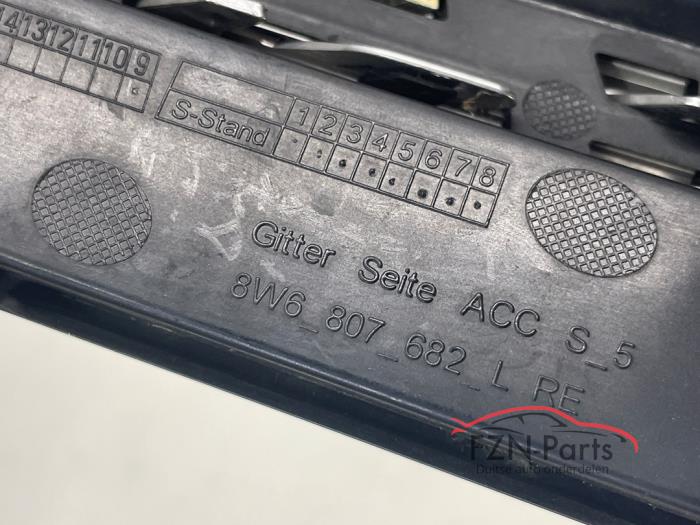 14 13 12 11 10 9
S-Stand 1 2 3 4 5 6 7 8
Gitter Seite ACC S_5
8W6_807_682_L RE
FZN-Parts
Duitse auto onderdelen